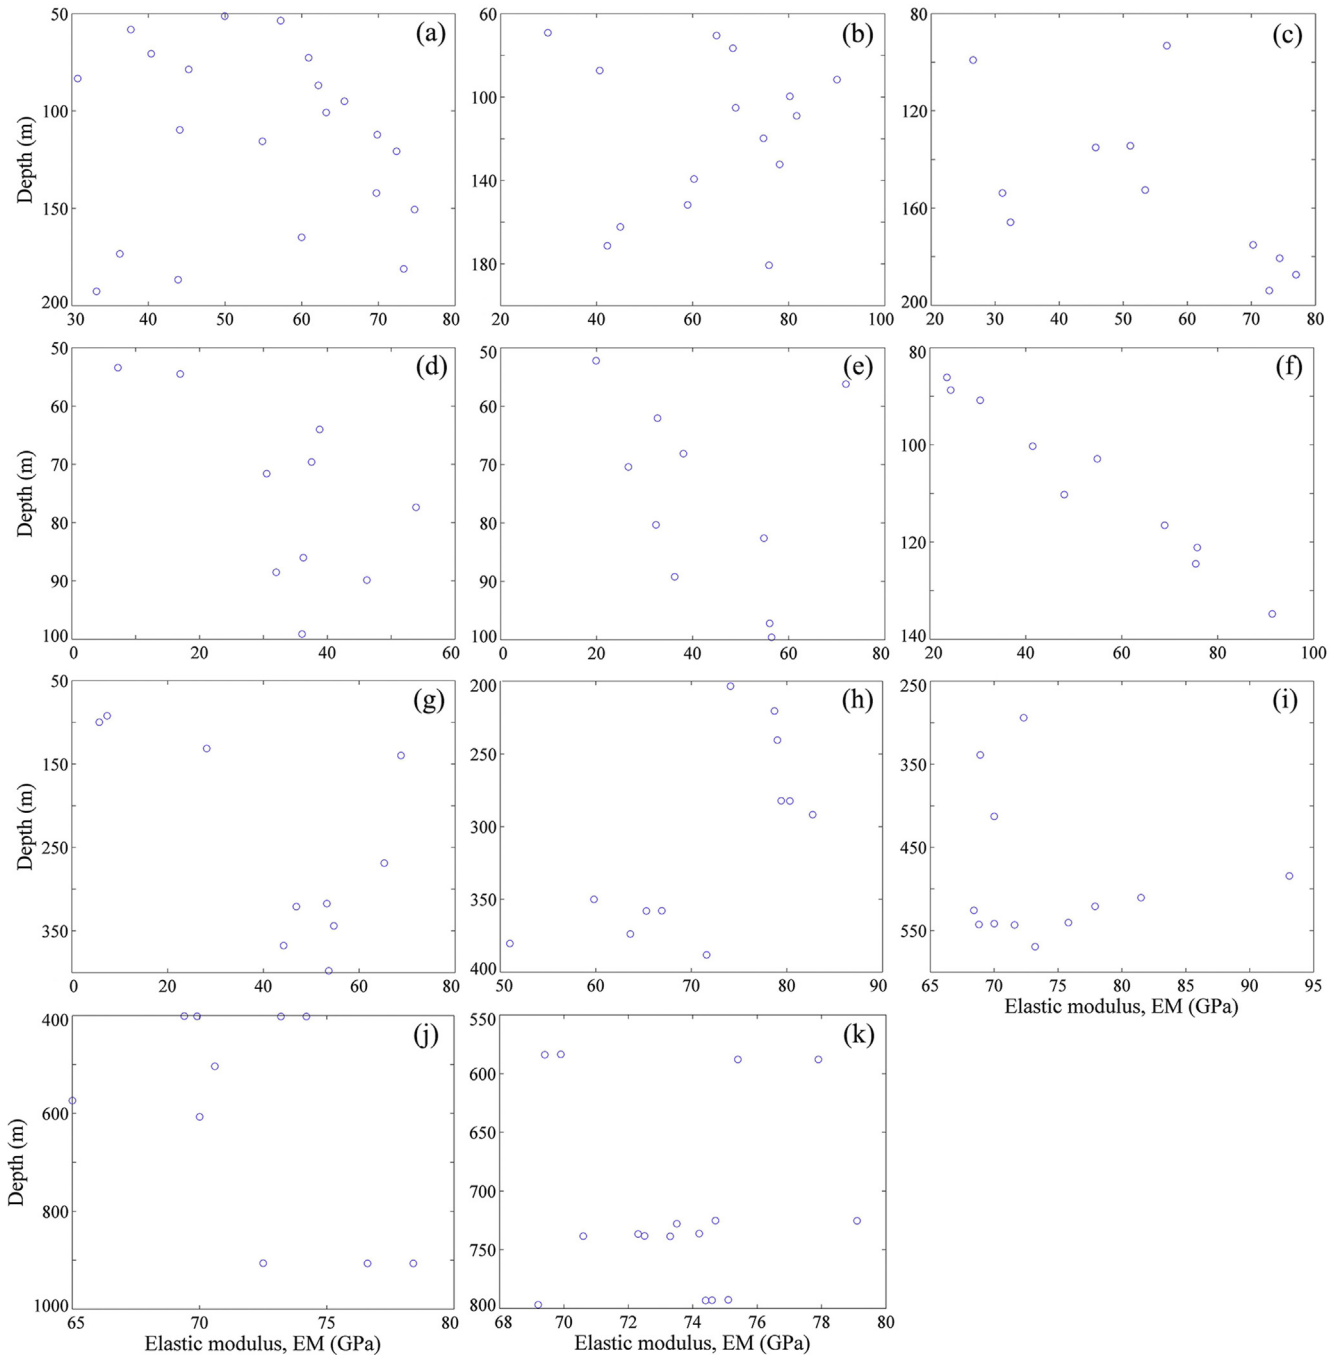 50 (a) 60 (b) 80 (c)
100 100 120
Depth (m)
140
150 160
180
200 200
30 40 50 60 70 80 20 40 60 80 100 20 30 40 50 60 70 80
50 (d) 50 (e) 80 (f)
60 60
100
70 70
Depth (m)
80 80
120
90 90
100 100 140
0 20 40 60 0 20 40 60 80 20 40 60 80 100
50 (g) 200 (h) 250 (i)
250
150 350
Depth (m)
300
250 450
350
350 550
400
0 20 40 60 80 50 60 70 80 90 65 70 75 80 85 90 95
Elastic modulus, EM (GPa)
400 (j) 550 (k)
600
600 650
Depth (m)
700
800
750
1000 800
65 70 75 80 68 70 72 74 76 78 80
Elastic modulus, EM (GPa) Elastic modulus, EM (GPa)